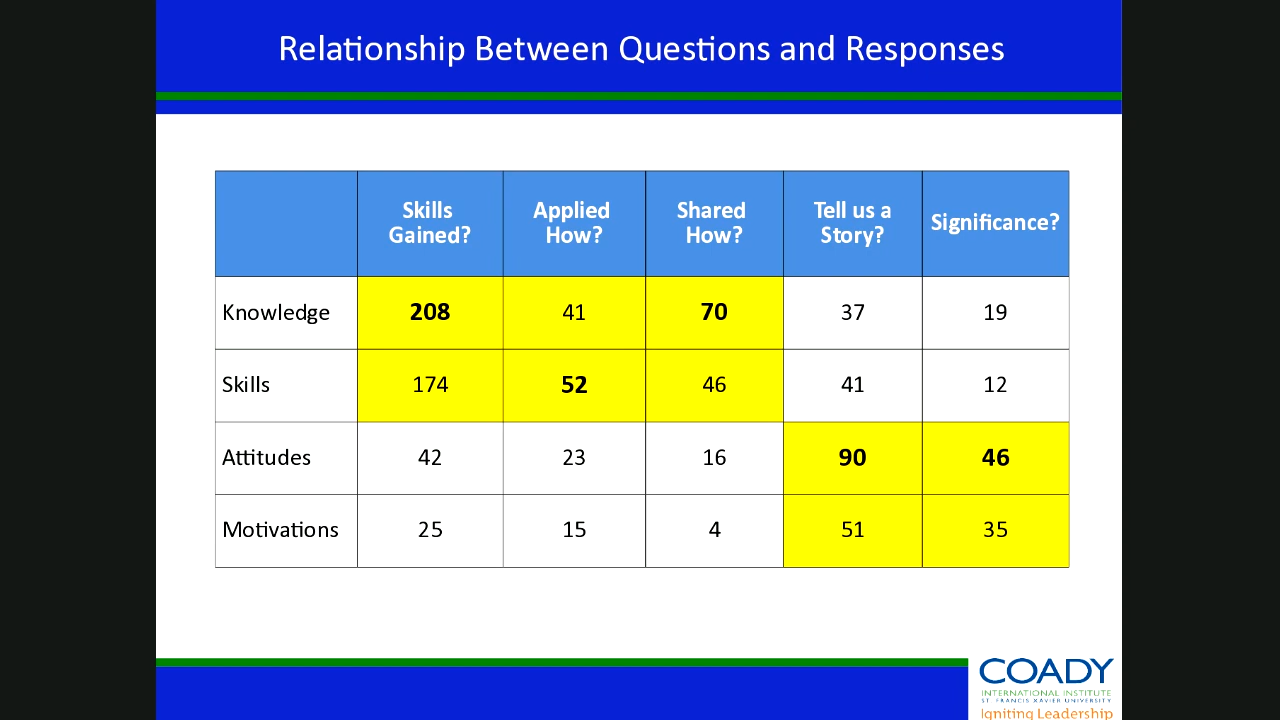 Relationship Between Questions and Responses
Skills Gained? Applied How? Shared How? Tell us a Story? Significance?
Knowledge 208 41 70 37 19
Skills 174 52 46 41 12
Attitudes 42 23 16 90 46
Motivations 25 15 4 51 35
COADY
INTERNATIONAL INSTITUTE
ST. FRANCIS XAVIER UNIVERSITY
Igniting Leadership